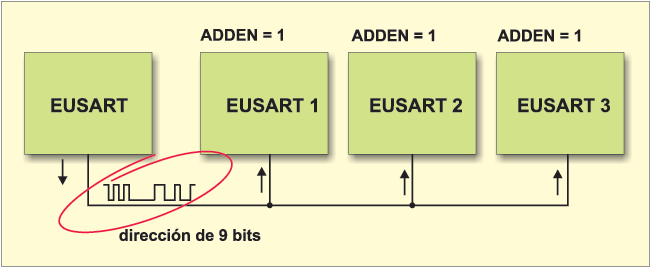 ADDEN = 1 ADDEN = 1 ADDEN = 1
EUSART EUSART 1 EUSART 2 EUSART 3
dirección de 9 bits